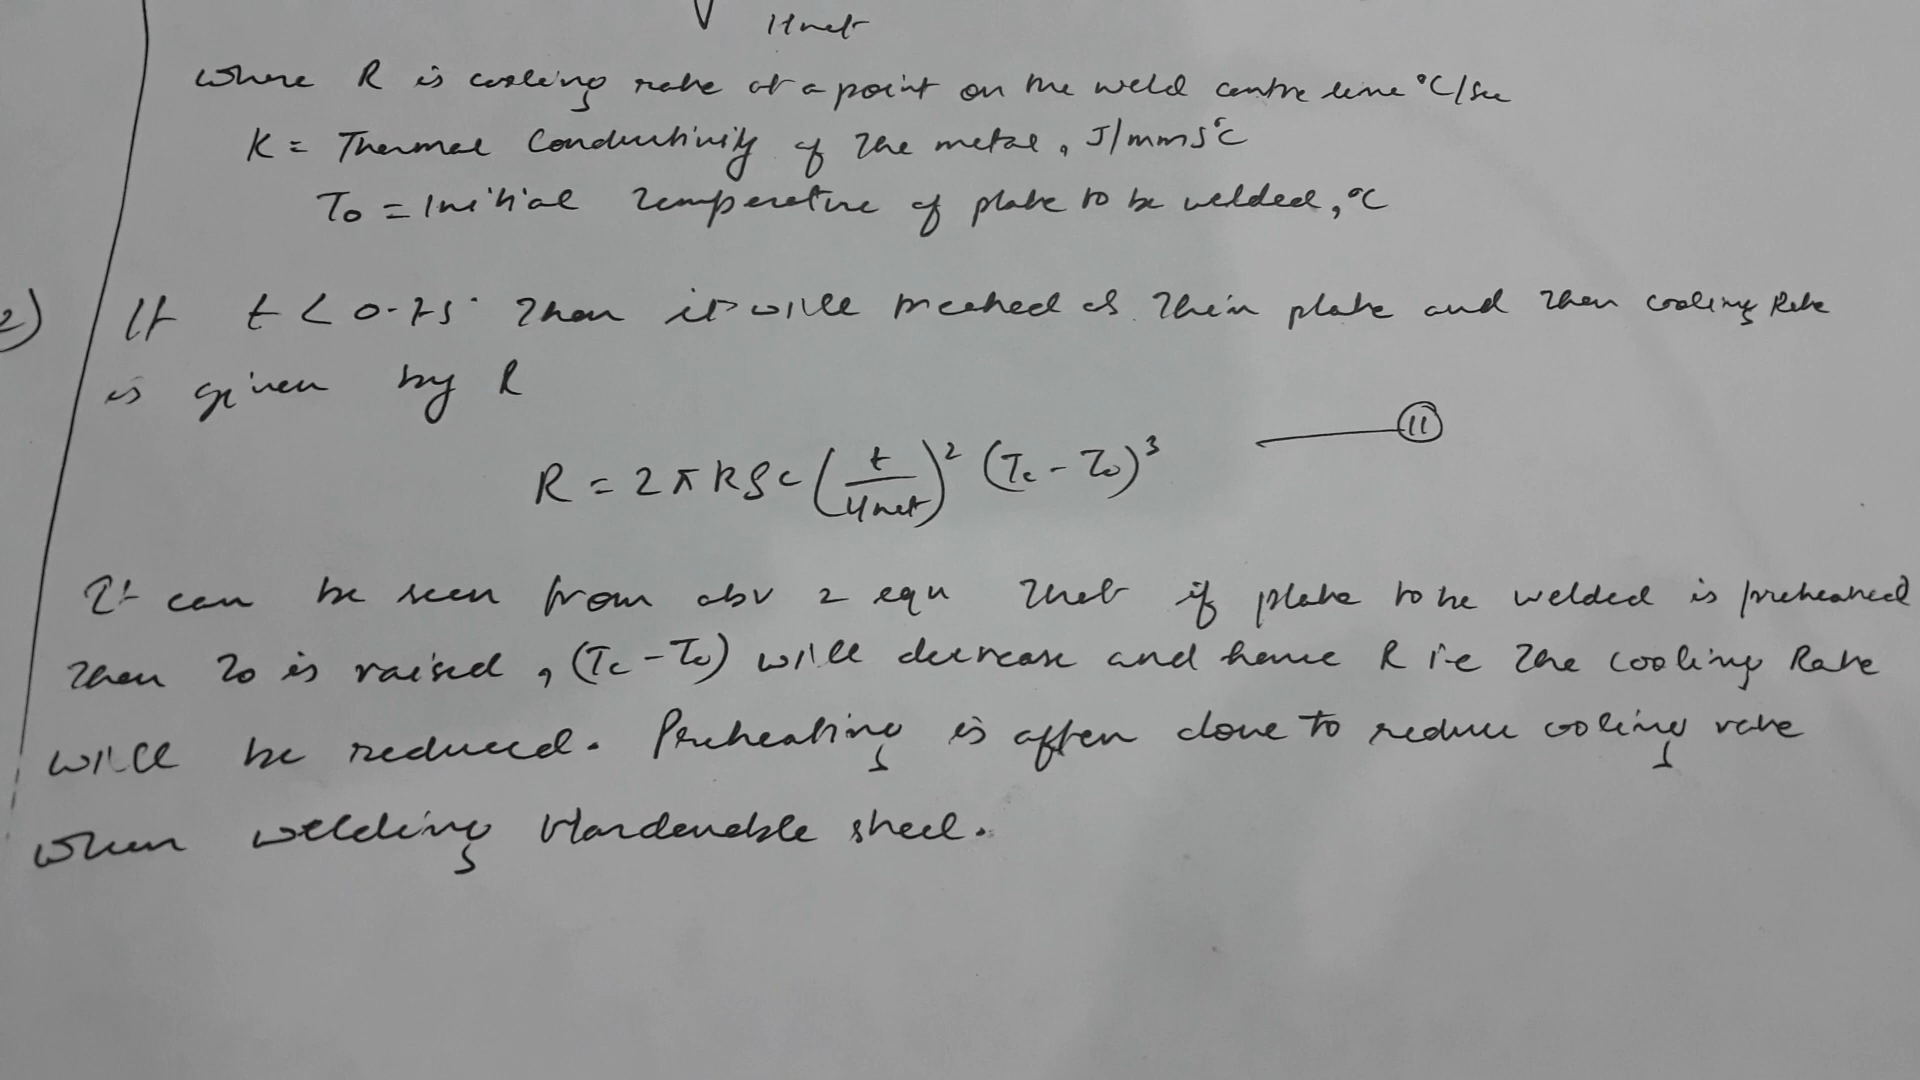 √ Hnet
where R is cooling rate at a point on the weld centre line °C/sec
K = Thermal Conductivity of the metal, J/mm s°C
To = Initial temperature of plate to be welded, °C
2) If t < 0.75 then it will treated as thin plate and then cooling Rate
is given by R
R = 2πkρc (t/Hnet)² (Tc - To)³ —— (11)
It can be seen from abv 2 equ that if plate to be welded is preheated
then To is raised, (Tc - To) will decrease and hence R i.e the cooling Rate
will be reduced. Preheating is often done to reduce cooling rate
when welding Hardenable steel.